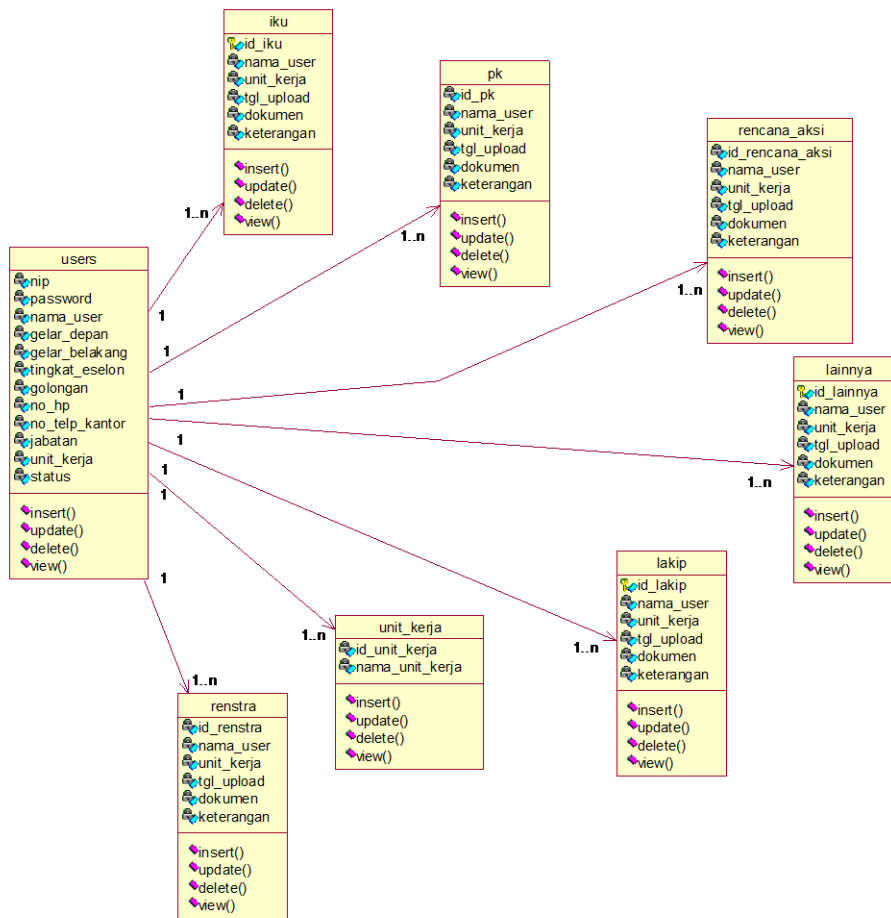 iku
id_iku
nama_user
unit_kerja
tgl_upload
dokumen
keterangan
insert()
update()
delete()
view()
1..n
pk
id_pk
nama_user
unit_kerja
tgl_upload
dokumen
keterangan
insert()
update()
delete()
view()
1..n
rencana_aksi
id_rencana_aksi
nama_user
unit_kerja
tgl_upload
dokumen
keterangan
insert()
update()
delete()
view()
1..n
users
nip
password
nama_user
gelar_depan
gelar_belakang
tingkat_eselon
golongan
no_hp
no_telp_kantor
jabatan
unit_kerja
status
insert()
update()
delete()
view()
1
1
1
1
1
1
1
lainnya
id_lainnya
nama_user
unit_kerja
tgl_upload
dokumen
keterangan
insert()
update()
delete()
view()
1..n
lakip
id_lakip
nama_user
unit_kerja
tgl_upload
dokumen
keterangan
insert()
update()
delete()
view()
1..n
unit_kerja
id_unit_kerja
nama_unit_kerja
insert()
update()
delete()
view()
1..n
renstra
id_renstra
nama_user
unit_kerja
tgl_upload
dokumen
keterangan
insert()
update()
delete()
view()
1..n